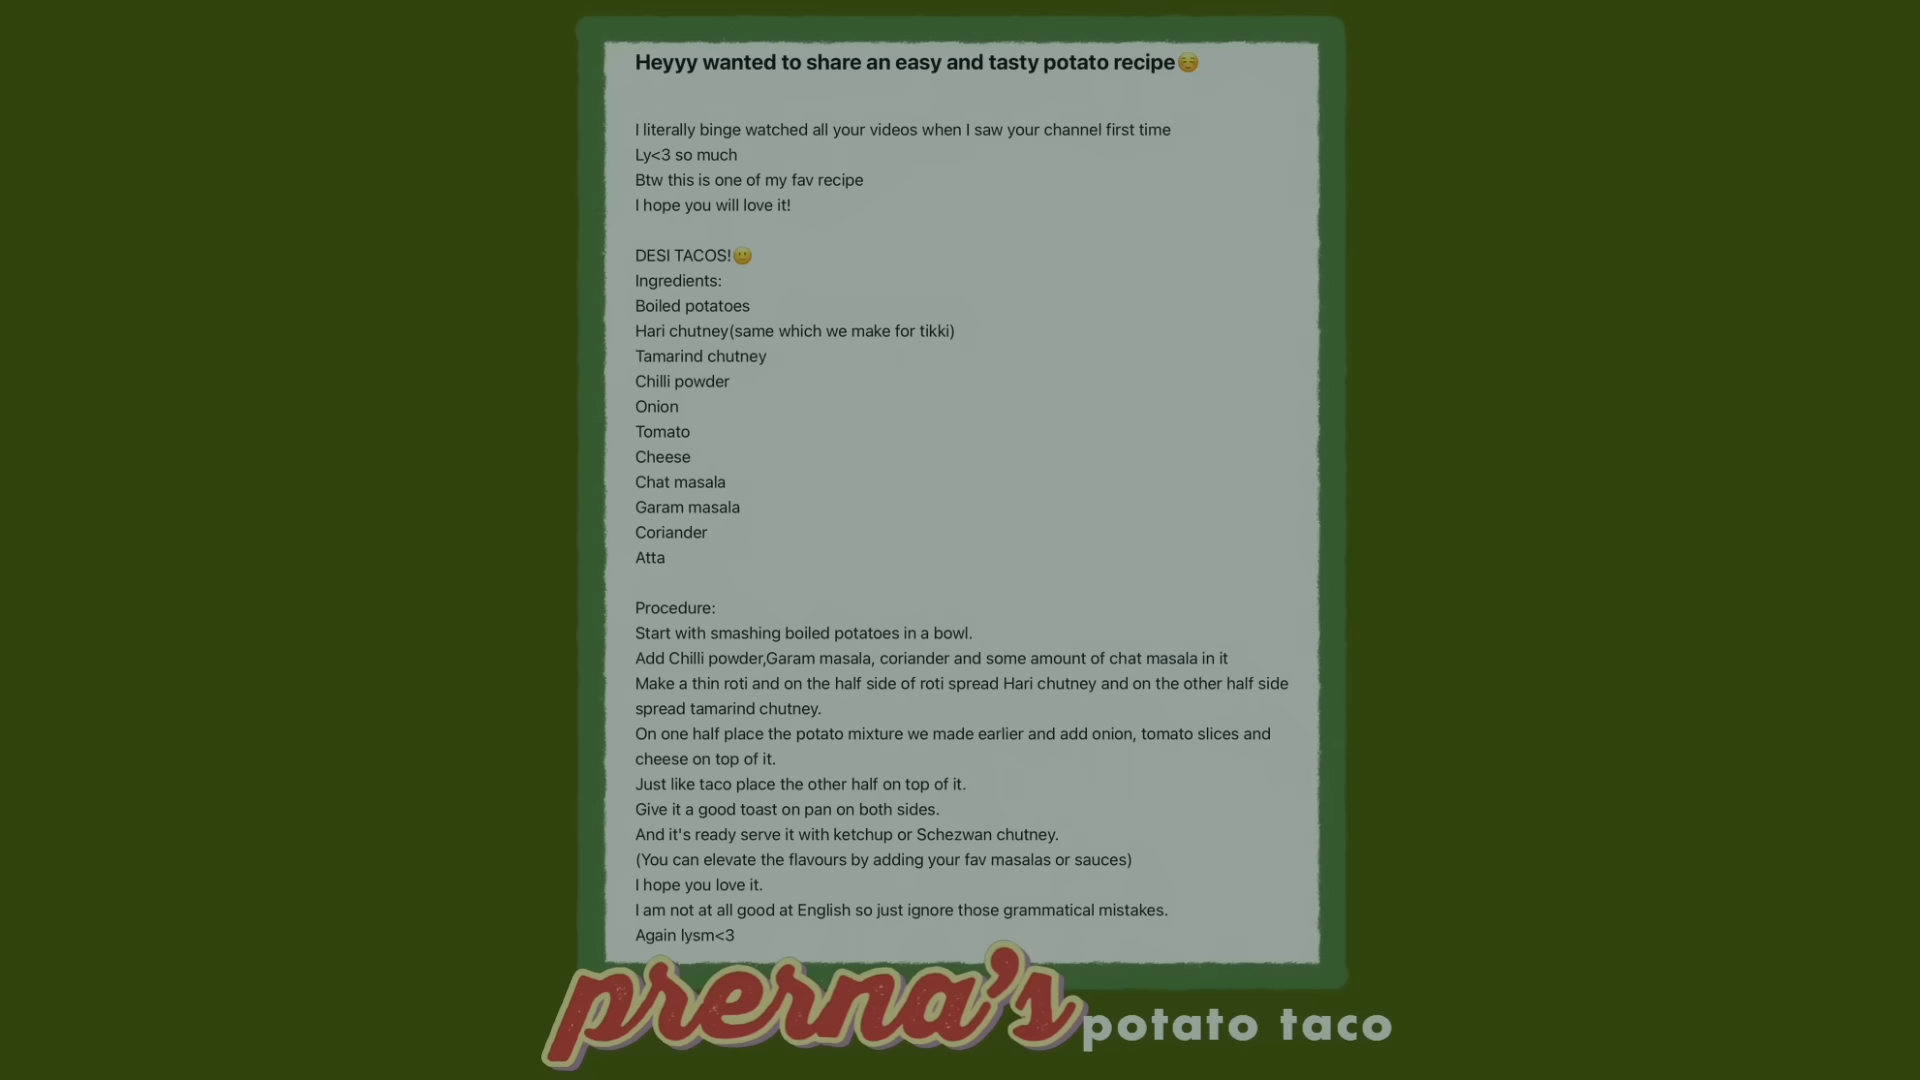 Heyyy wanted to share an easy and tasty potato recipe😌
I literally binge watched all your videos when I saw your channel first time
Ly<3 so much
Btw this is one of my fav recipe
I hope you will love it!
DESI TACOS!🙂
Ingredients:
Boiled potatoes
Hari chutney(same which we make for tikki)
Tamarind chutney
Chilli powder
Onion
Tomato
Cheese
Chat masala
Garam masala
Coriander
Atta
Procedure:
Start with smashing boiled potatoes in a bowl.
Add Chilli powder,Garam masala, coriander and some amount of chat masala in it
Make a thin roti and on the half side of roti spread Hari chutney and on the other half side
spread tamarind chutney.
On one half place the potato mixture we made earlier and add onion, tomato slices and
cheese on top of it.
Just like taco place the other half on top of it.
Give it a good toast on pan on both sides.
And it's ready serve it with ketchup or Schezwan chutney.
(You can elevate the flavours by adding your fav masalas or sauces)
I hope you love it.
I am not at all good at English so just ignore those grammatical mistakes.
Again lysm<3
prerna's potato taco